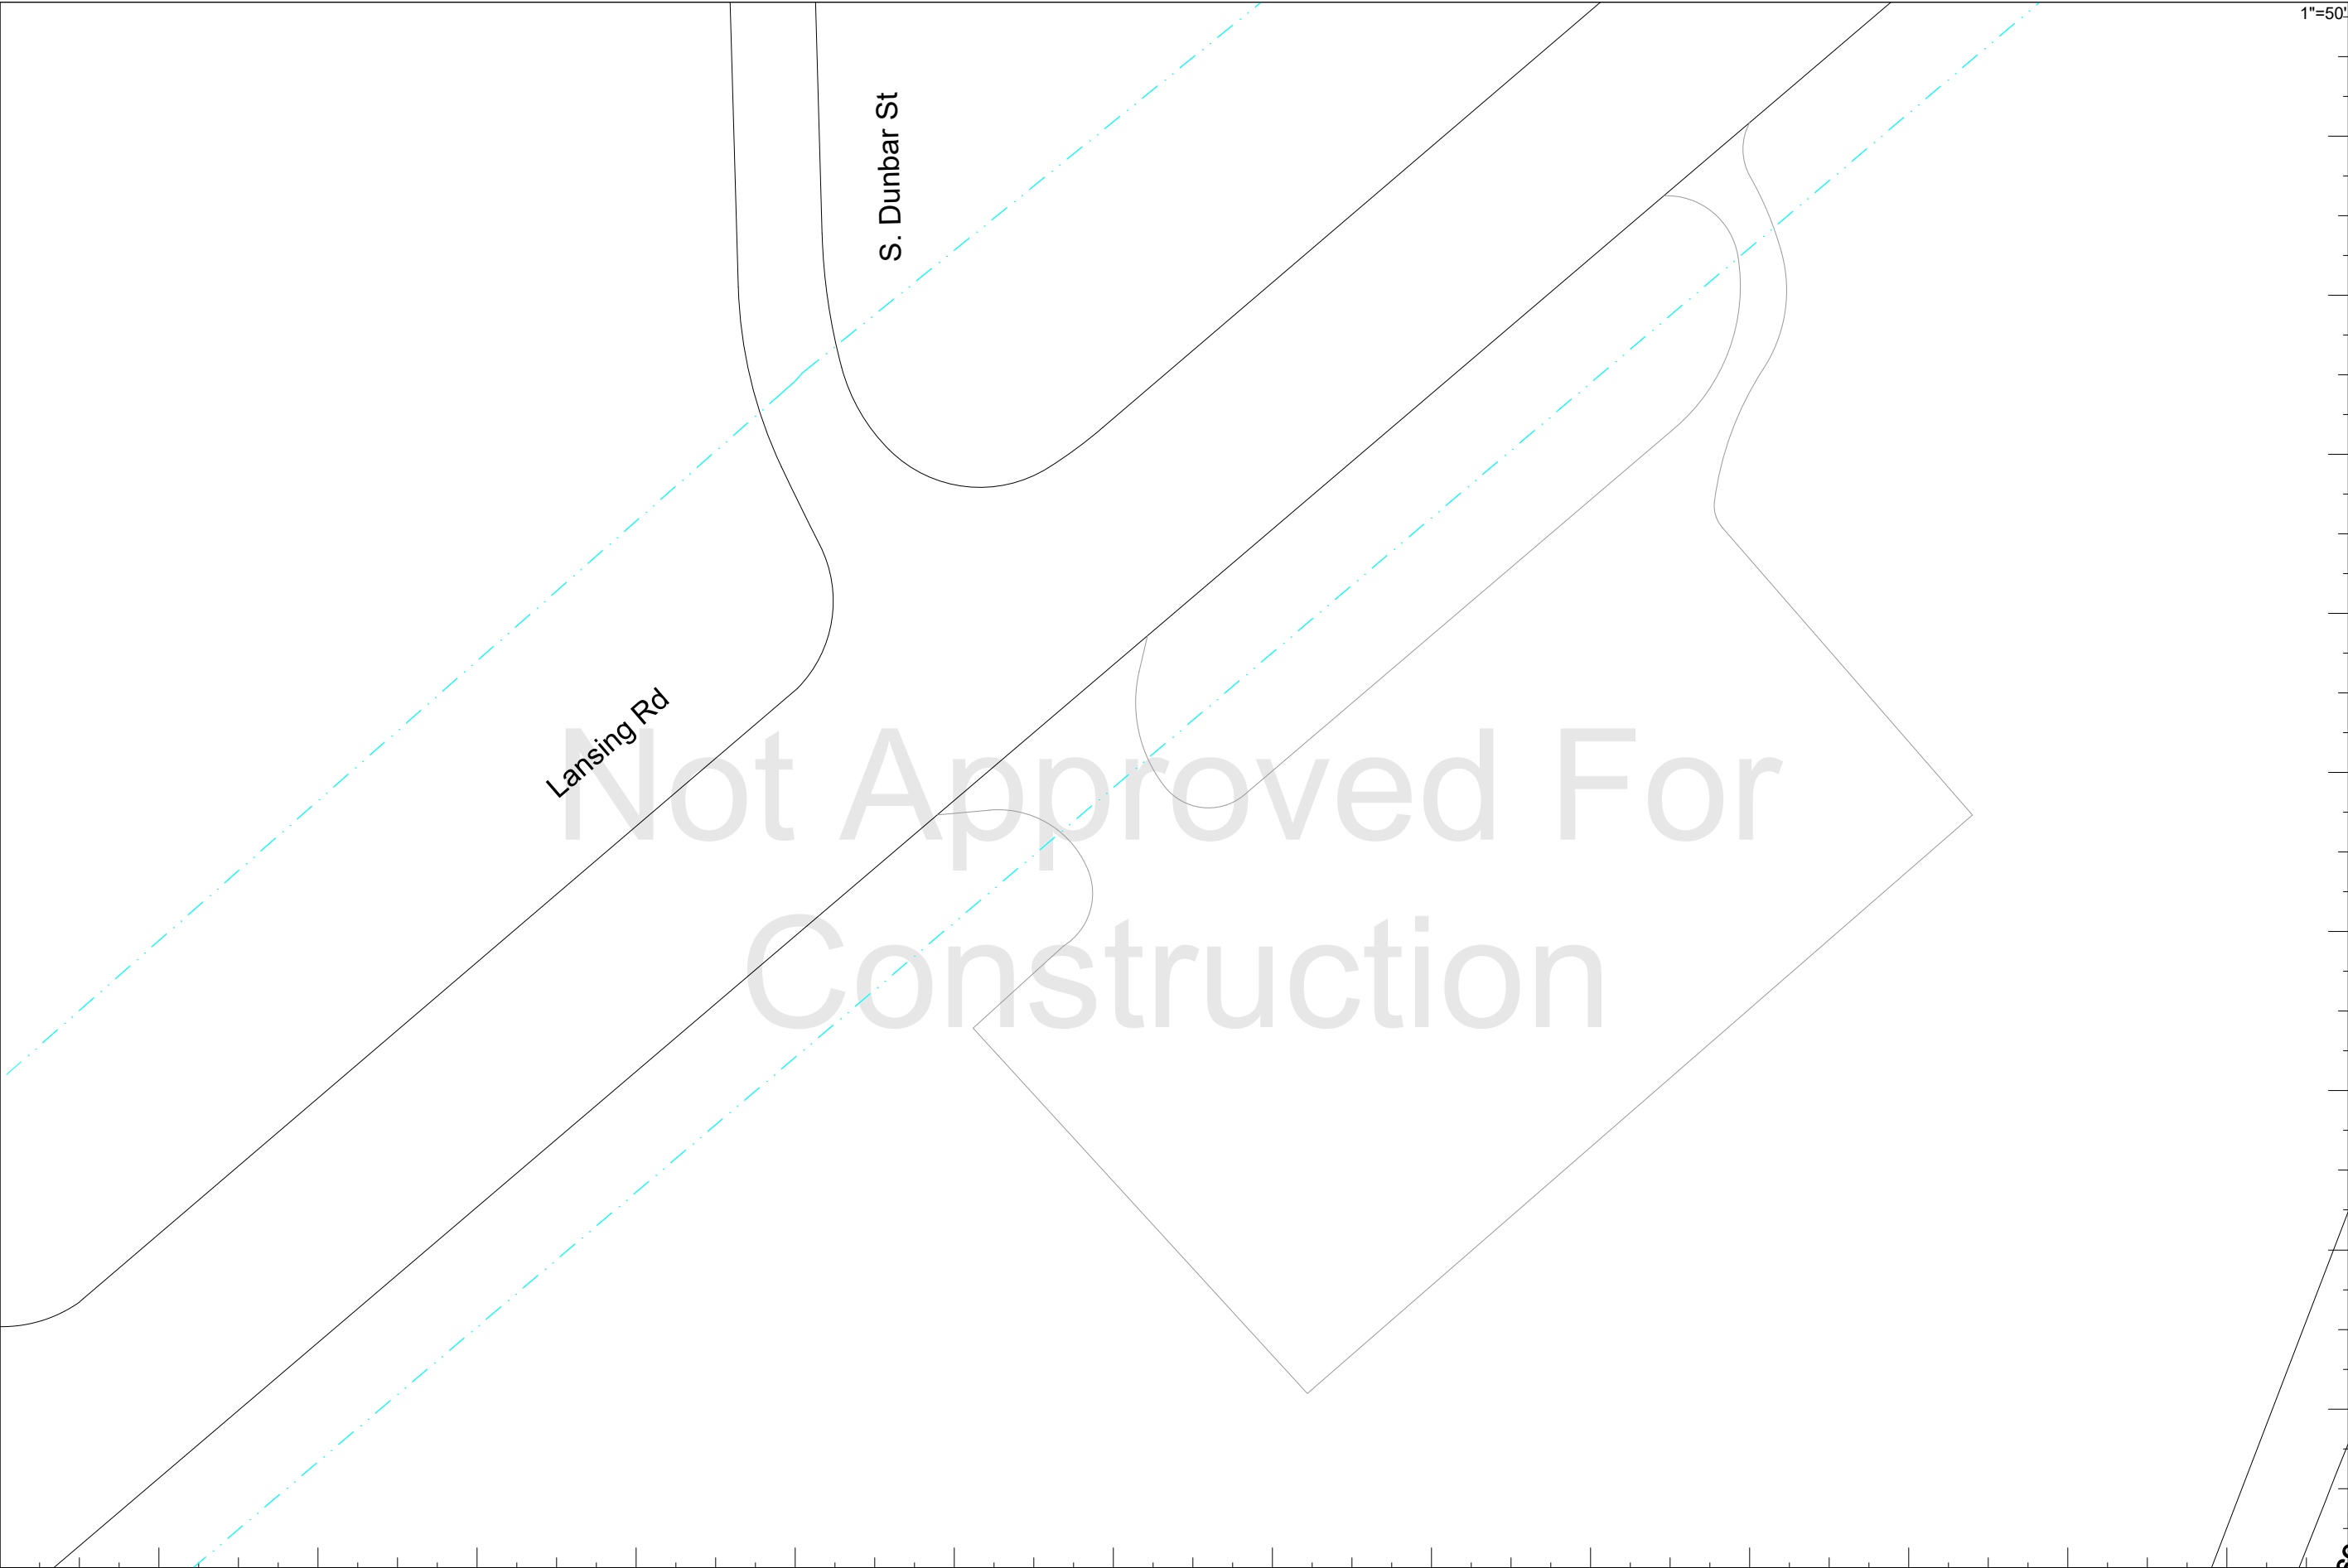 1"=50'
S. Dunbar St
Lansing Rd
Not Approved For
Construction